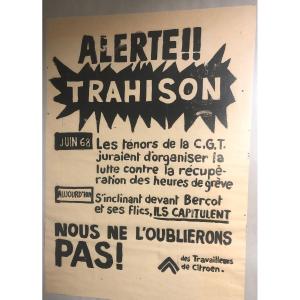 ALERTE!!
TRAHISON
JUIN 68 Les ténors de la C.G.T.
juraient d'organiser la
lutte contre la récupé-
ration des heures de grève
AUJOURD'HUI S'inclinant devant Bercot
et ses flics, ILS CAPITULENT
NOUS NE L'OUBLIERONS
PAS!
des Travailleurs
de Citroën.